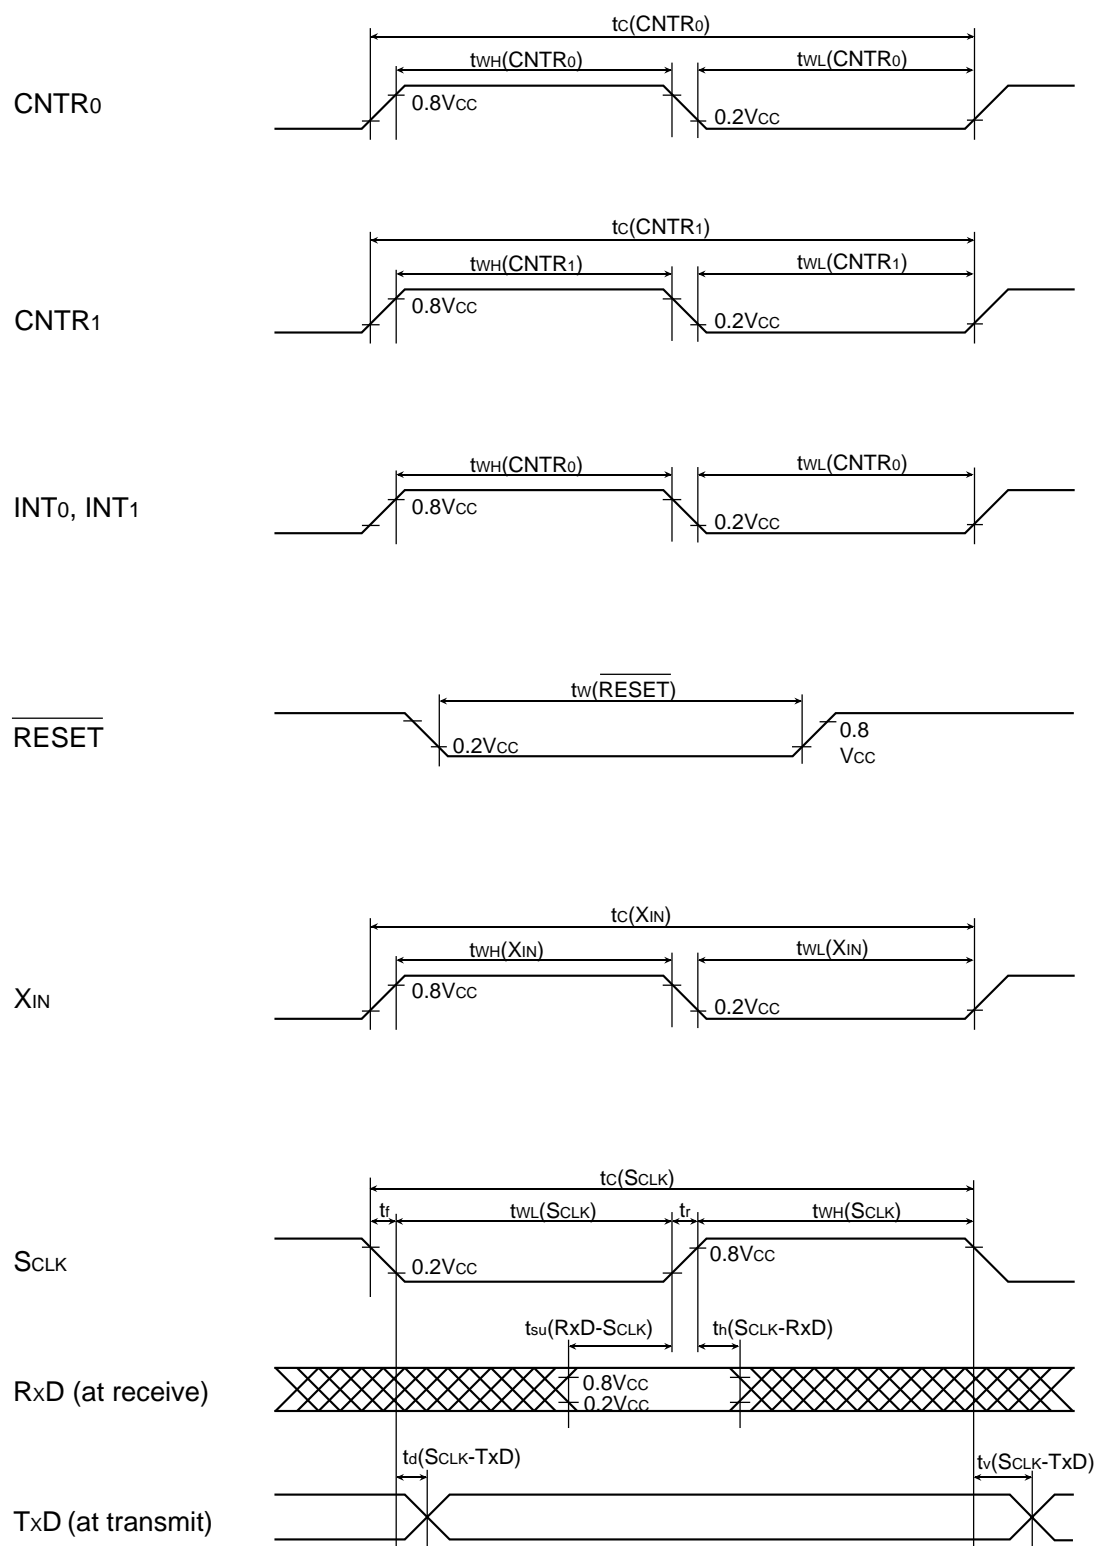 tC(CNTR0)
tWH(CNTR0) tWL(CNTR0)
CNTR0
0.8VCC
0.2VCC
tC(CNTR1)
tWH(CNTR1) tWL(CNTR1)
CNTR1
0.8VCC
0.2VCC
tWH(CNTR0) tWL(CNTR0)
INT0, INT1
0.8VCC
0.2VCC
tW(RESET)
RESET
0.2VCC
0.8
VCC
tC(XIN)
tWH(XIN) tWL(XIN)
XIN
0.8VCC
0.2VCC
tC(SCLK)
tf tWL(SCLK) tr tWH(SCLK)
SCLK
0.2VCC
0.8VCC
tsu(RxD-SCLK) th(SCLK-RxD)
RXD (at receive)
0.8VCC
0.2VCC
td(SCLK-TxD) tv(SCLK-TxD)
TXD (at transmit)